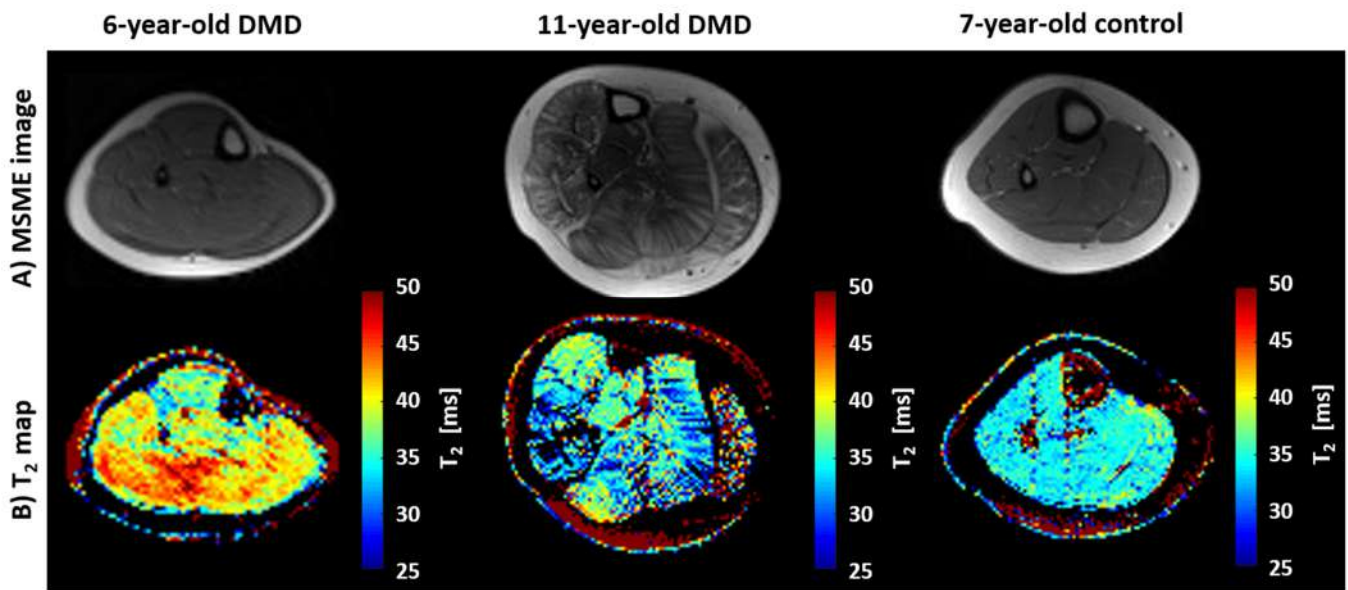 6-year-old DMD
11-year-old DMD
7-year-old control
A) MSME image
B) T₂ map
50
45
40
35
30
25
T₂ [ms]
50
45
40
35
30
25
T₂ [ms]
50
45
40
35
30
25
T₂ [ms]